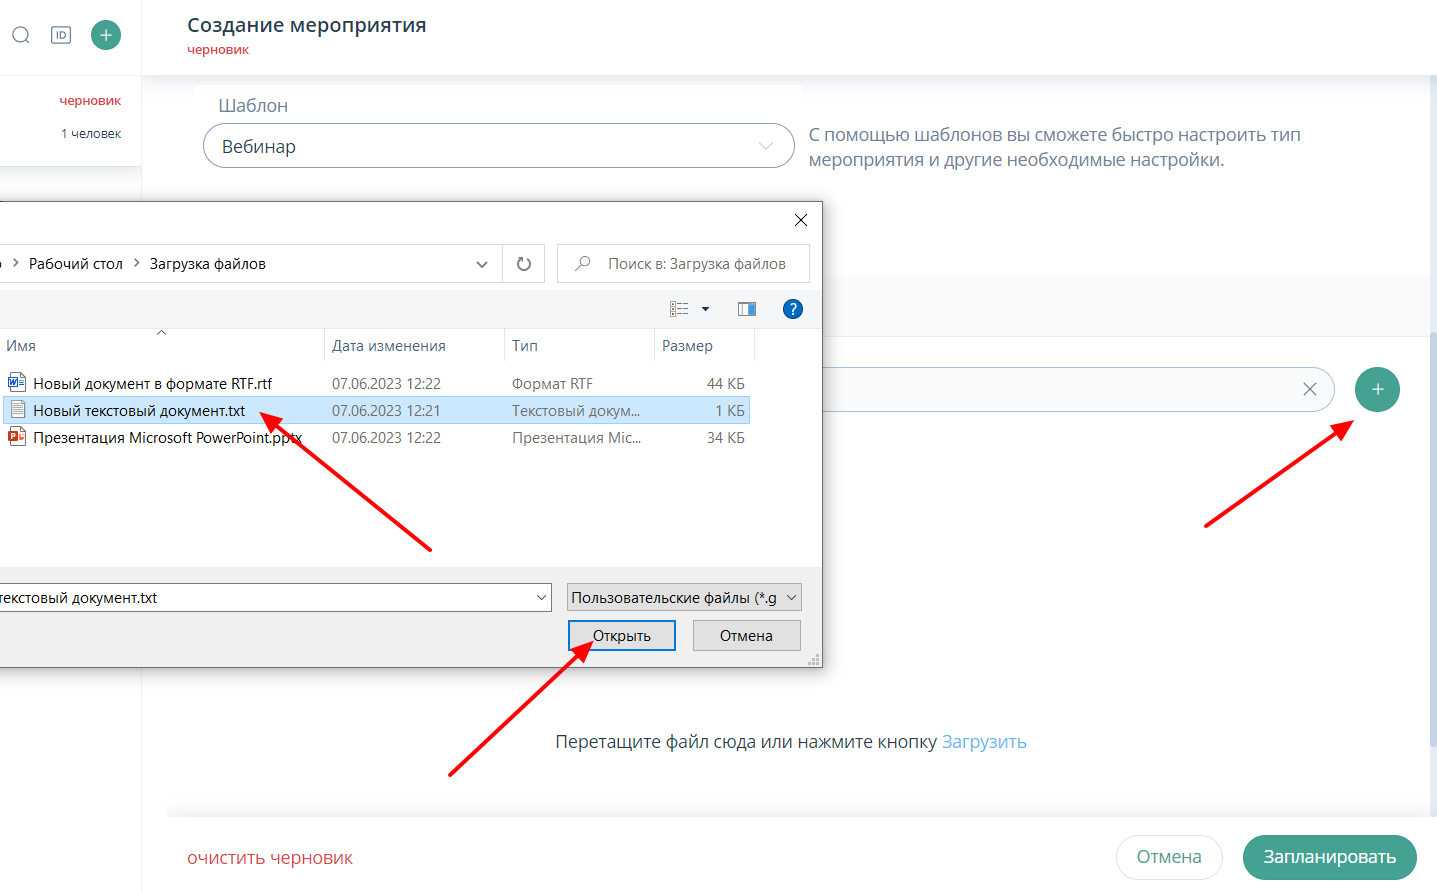 Создание мероприятия
черновик
ID
черновик
1 человек
Шаблон
Вебинар
С помощью шаблонов вы сможете быстро настроить тип
мероприятия и другие необходимые настройки.
Рабочий стол > Загрузка файлов
Поиск в: Загрузка файлов
Имя Дата изменения Тип Размер
Новый документ в формате RTF.rtf 07.06.2023 12:22 Формат RTF 44 КБ
Новый текстовый документ.txt 07.06.2023 12:21 Текстовый докум... 1 КБ
Презентация Microsoft PowerPoint.pptx 07.06.2023 12:22 Презентация Mic... 34 КБ
текстовый документ.txt
Пользовательские файлы (*.g
Открыть Отмена
Перетащите файл сюда или нажмите кнопку Загрузить
очистить черновик
Отмена
Запланировать